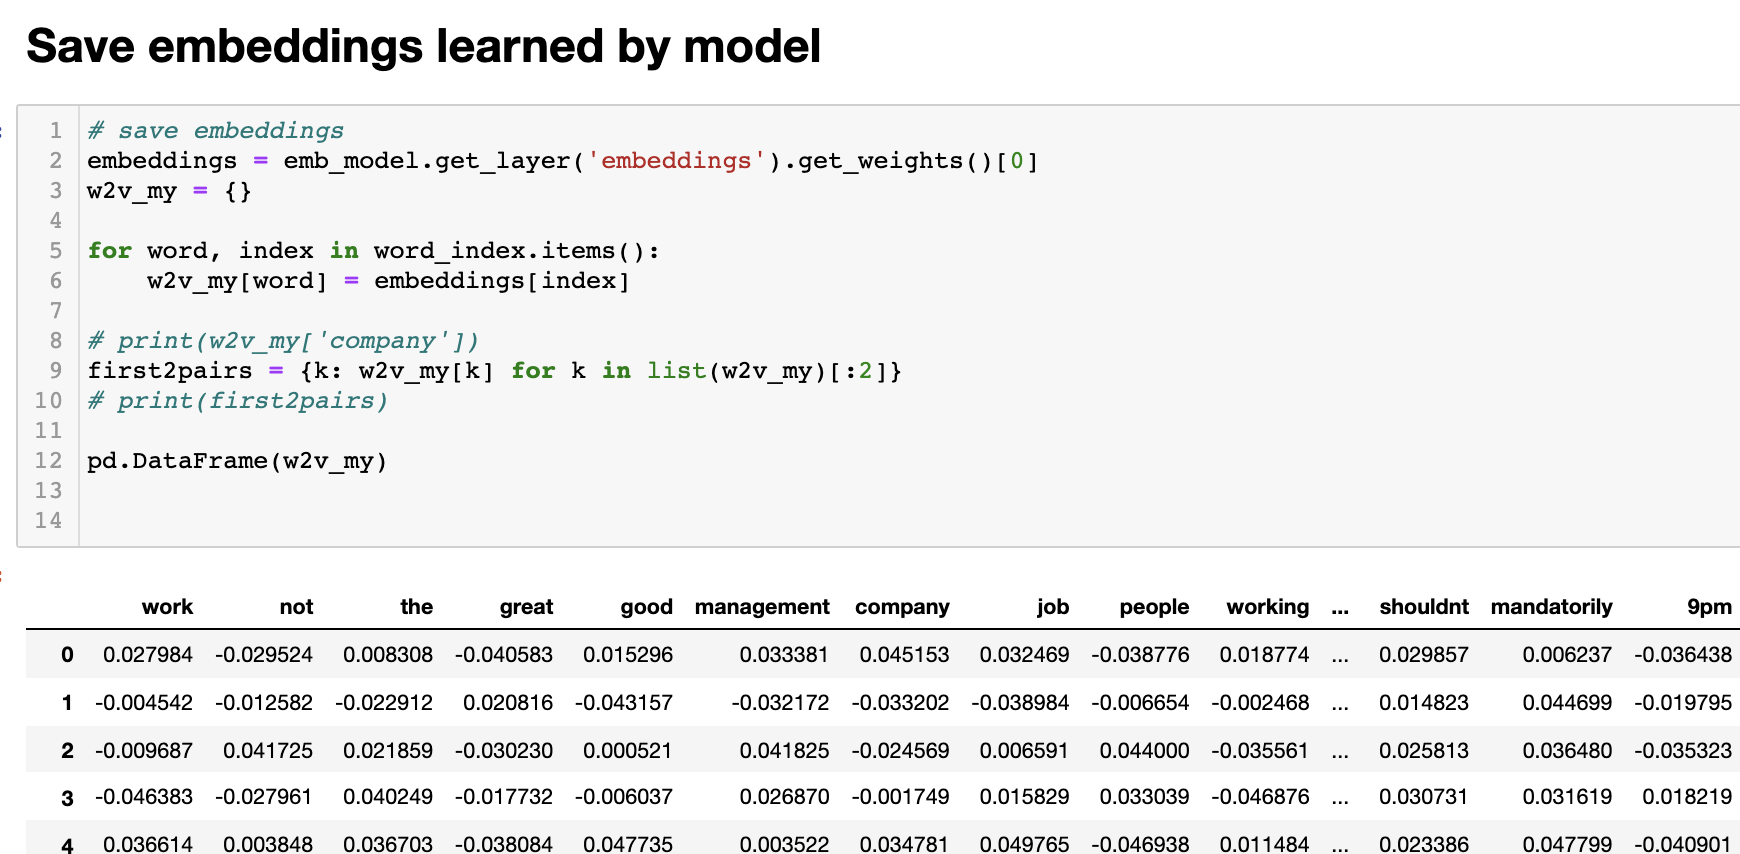 Save embeddings learned by model
:
1 # save embeddings
2 embeddings = emb_model.get_layer('embeddings').get_weights()[0]
3 w2v_my = {}
4
5 for word, index in word_index.items():
6     w2v_my[word] = embeddings[index]
7
8 # print(w2v_my['company'])
9 first2pairs = {k: w2v_my[k] for k in list(w2v_my)[:2]}
10 # print(first2pairs)
11
12 pd.DataFrame(w2v_my)
13
14
:
work not the great good management company job people working ... shouldnt mandatorily 9pm
0 0.027984 -0.029524 0.008308 -0.040583 0.015296 0.033381 0.045153 0.032469 -0.038776 0.018774 ... 0.029857 0.006237 -0.036438
1 -0.004542 -0.012582 -0.022912 0.020816 -0.043157 -0.032172 -0.033202 -0.038984 -0.006654 -0.002468 ... 0.014823 0.044699 -0.019795
2 -0.009687 0.041725 0.021859 -0.030230 0.000521 0.041825 -0.024569 0.006591 0.044000 -0.035561 ... 0.025813 0.036480 -0.035323
3 -0.046383 -0.027961 0.040249 -0.017732 -0.006037 0.026870 -0.001749 0.015829 0.033039 -0.046876 ... 0.030731 0.031619 0.018219
4 0.036614 0.003848 0.036703 -0.038084 0.047735 0.003522 0.034781 0.049765 -0.046938 0.011484 ... 0.023386 0.047799 -0.040901